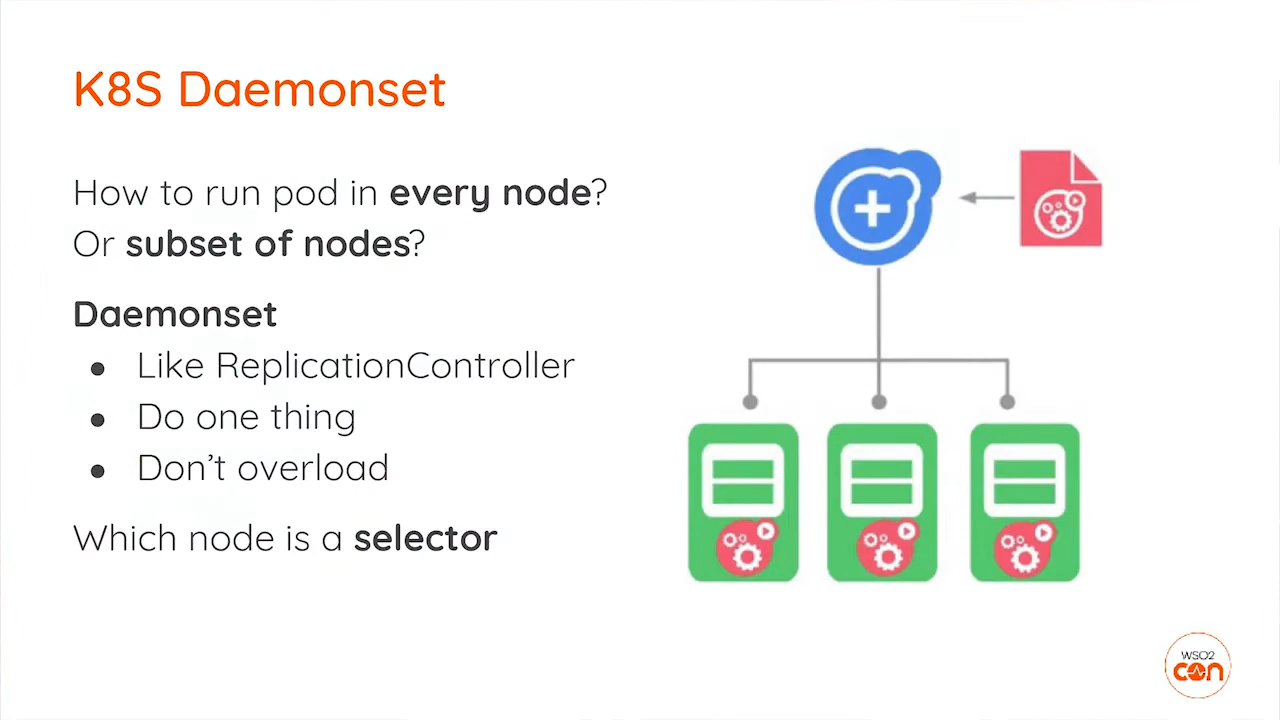 K8S Daemonset
How to run pod in every node?
Or subset of nodes?
Daemonset
● Like ReplicationController
● Do one thing
● Don’t overload
Which node is a selector
WSO2
con